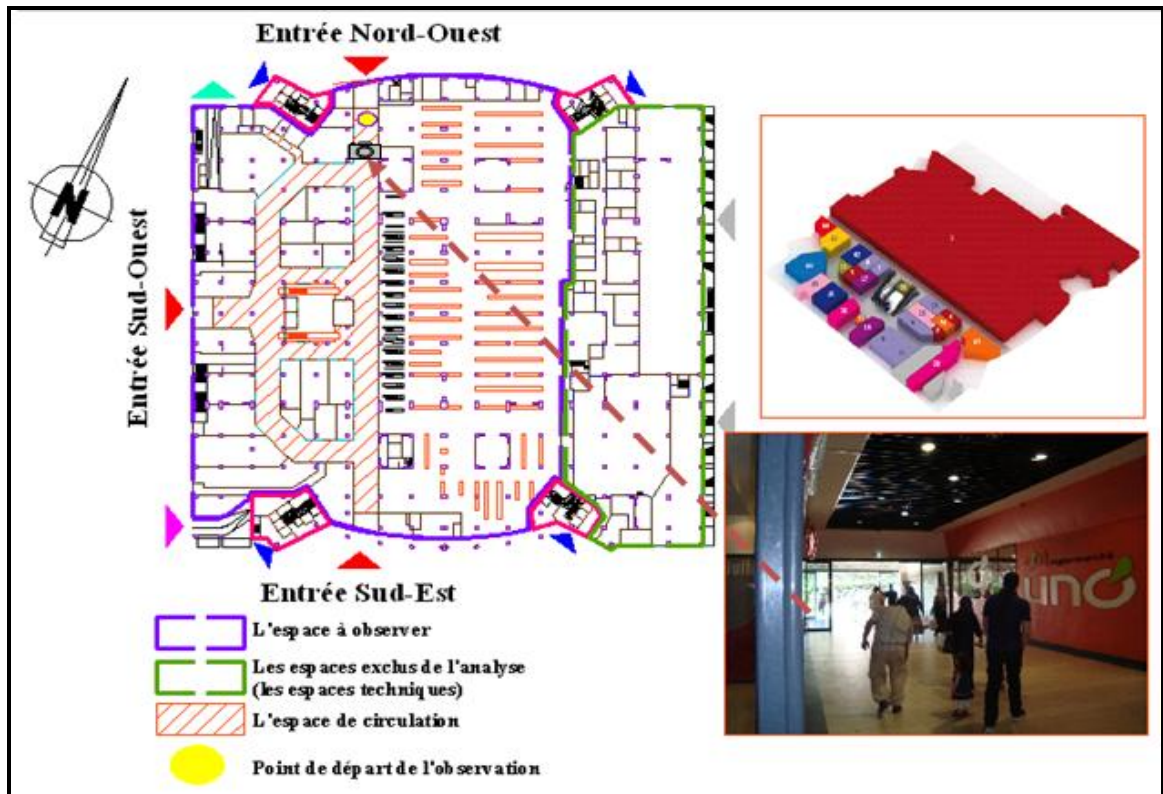 Entrée Nord-Ouest
N
Entrée Sud-Ouest
Entrée Sud-Est
L'espace à observer
Les espaces exclus de l'analyse
(les espaces techniques)
L'espace de circulation
Point de départ de l'observation
uno